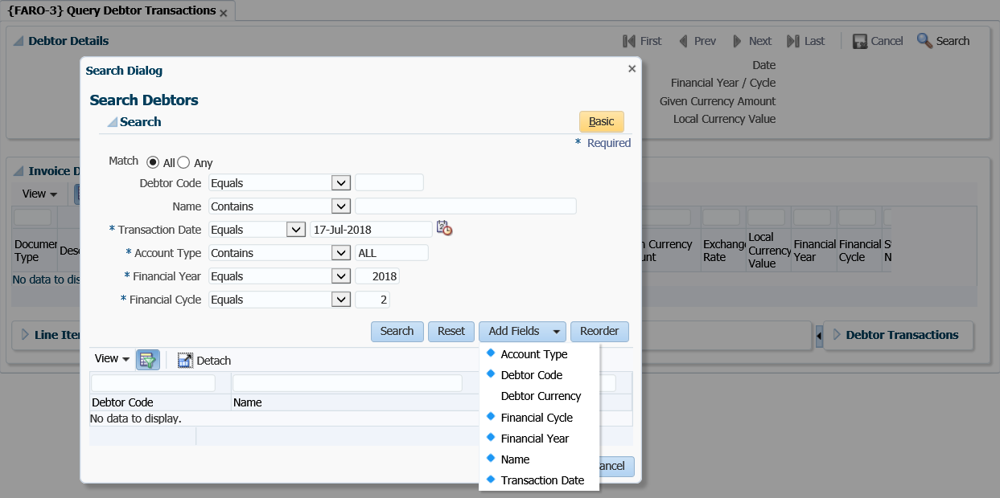 {FARO-3} Query Debtor Transactions
Debtor Details
First Prev Next Last Cancel Search
Date
Financial Year / Cycle
Given Currency Amount
Local Currency Value
Search Dialog
Search Debtors
Search
Basic
* Required
Match All Any
Debtor Code Equals
Name Contains
* Transaction Date Equals 17-Jul-2018
* Account Type Contains ALL
* Financial Year Equals 2018
* Financial Cycle Equals 2
Search Reset Add Fields Reorder
Account Type
Debtor Code
Debtor Currency
Financial Cycle
Financial Year
Name
Transaction Date
View Detach
Debtor Code Name
No data to display.
ancel
Invoice D
View
Documen
Type
Desc
Currency
Exchange
Rate
Local
Currency
Value
Financial
Year
Financial
Cycle
No data to dis
Line Ite
Debtor Transactions